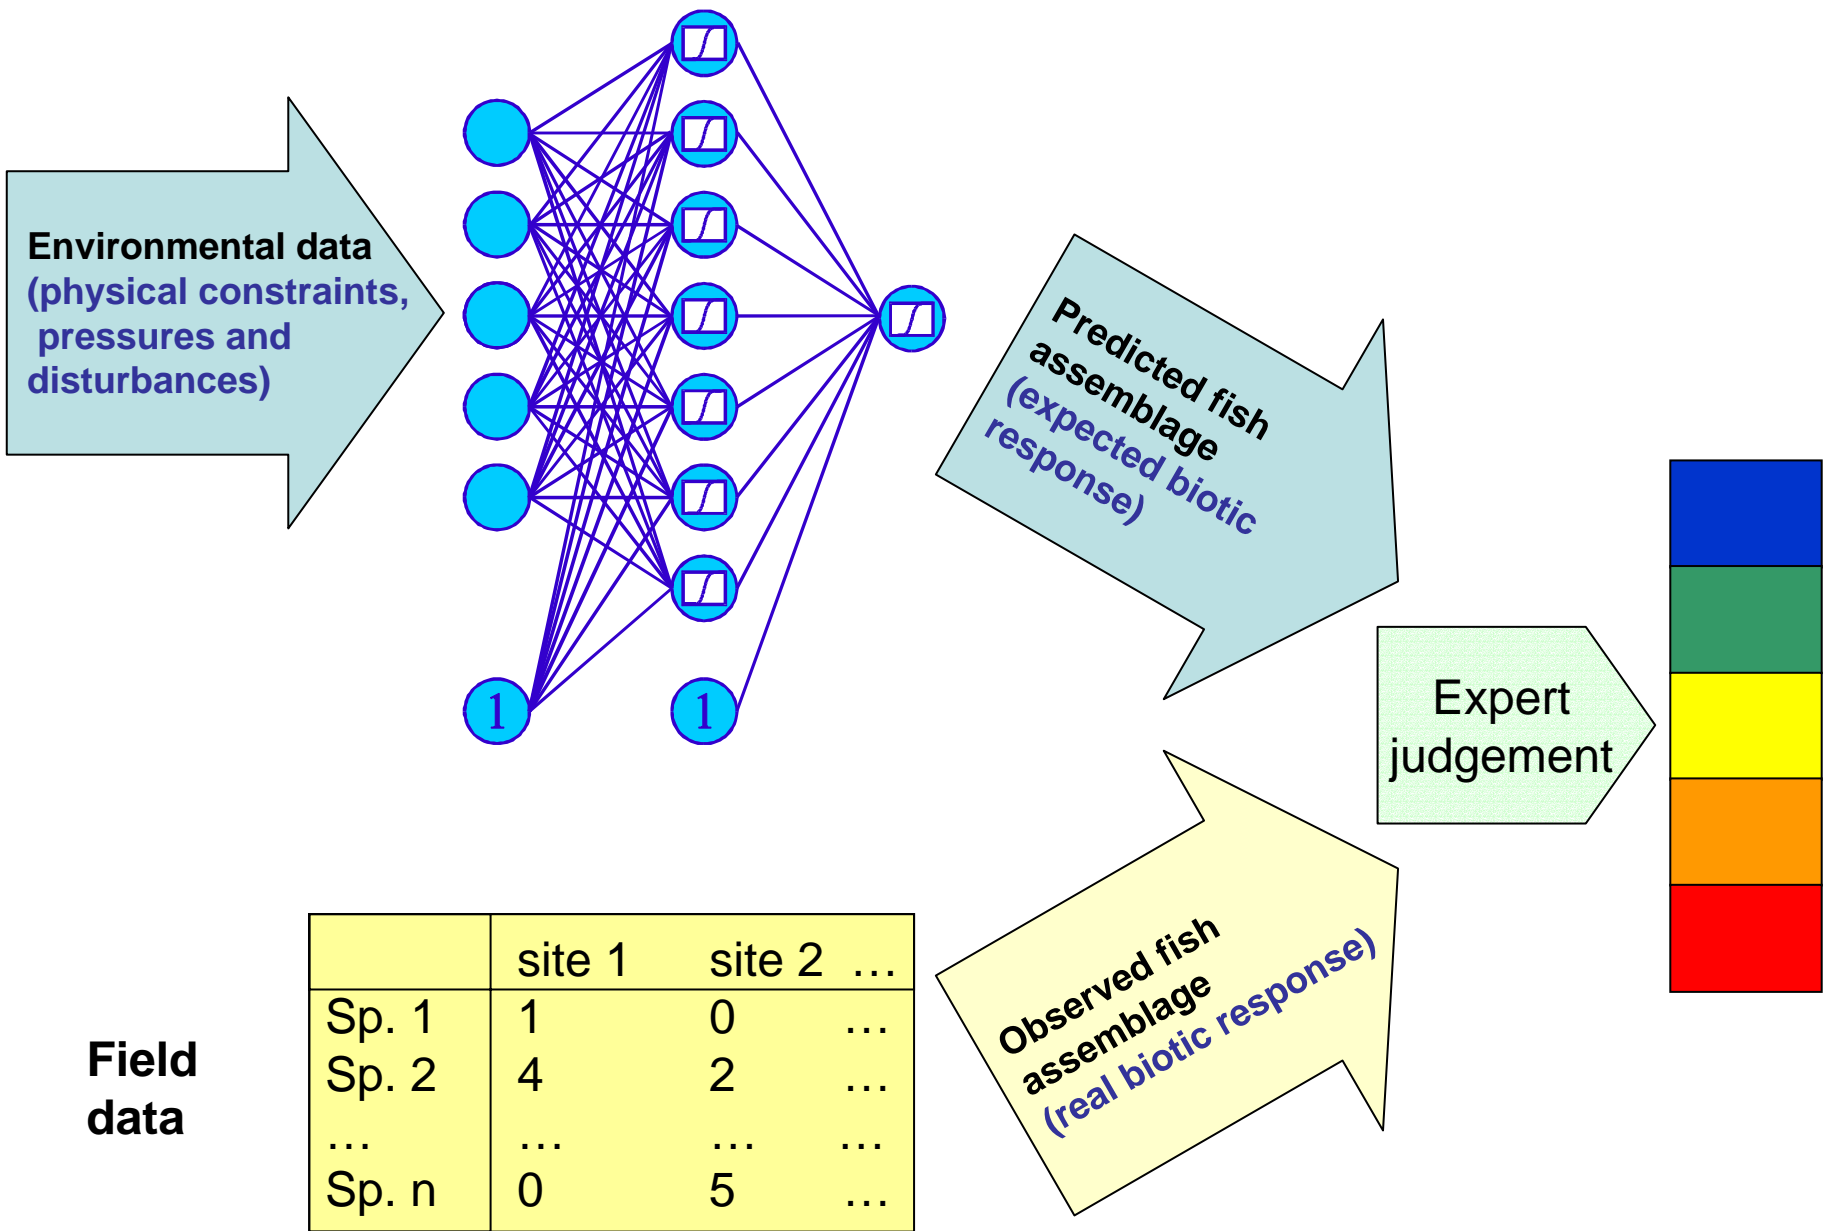 Environmental data
(physical constraints,
pressures and
disturbances)
1
1
Predicted fish
assemblage
(expected biotic
response)
Expert
judgement
Field
data
site 1 site 2 …
Sp. 1 1 0 …
Sp. 2 4 2 …
… … … …
Sp. n 0 5 …
Observed fish
assemblage
(real biotic response)